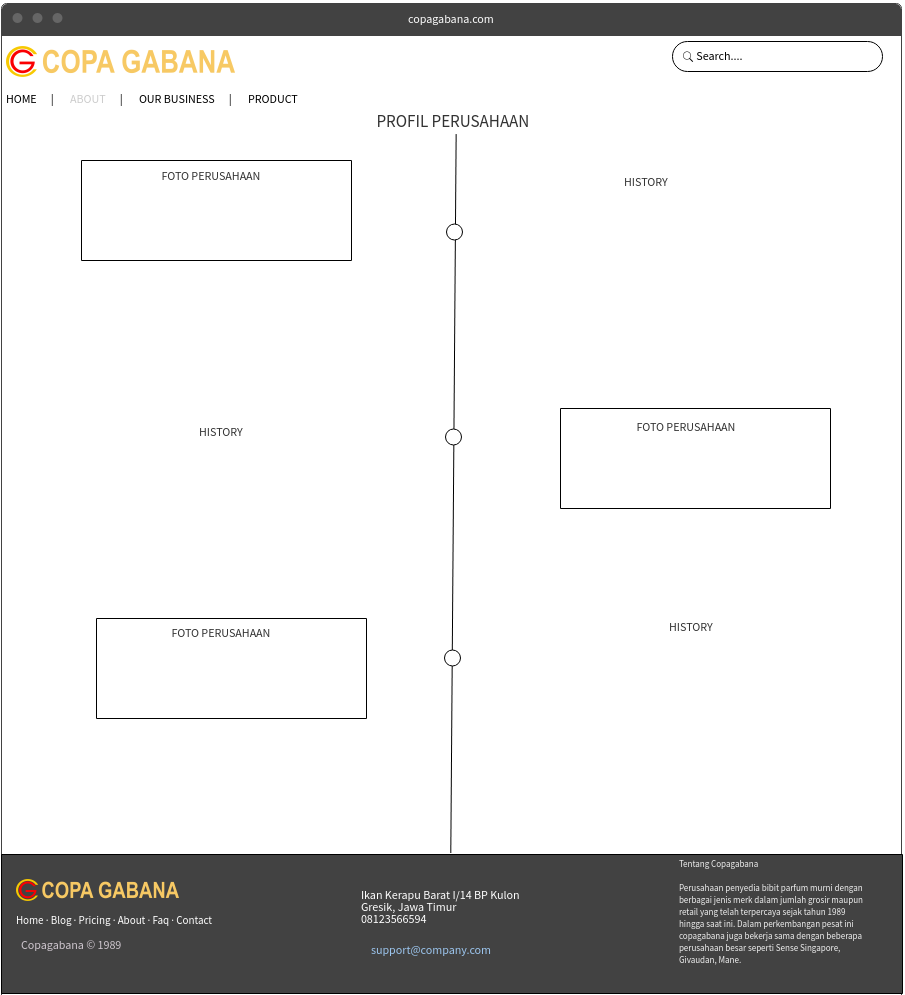 copagabana.com
COPA GABANA
Search....
HOME | ABOUT | OUR BUSINESS | PRODUCT
PROFIL PERUSAHAAN
FOTO PERUSAHAAN
HISTORY
HISTORY
FOTO PERUSAHAAN
FOTO PERUSAHAAN
HISTORY
COPA GABANA
Home · Blog · Pricing · About · Faq · Contact
Copagabana © 1989
Ikan Kerapu Barat I/14 BP Kulon
Gresik, Jawa Timur
08123566594
support@company.com
Tentang Copagabana
Perusahaan penyedia bibit parfum murni dengan
berbagai jenis merk dalam jumlah grosir maupun
retail yang telah terpercaya sejak tahun 1989
hingga saat ini. Dalam perkembangan pesat ini
copagabana juga bekerja sama dengan beberapa
perusahaan besar seperti Sense Singapore,
Givaudan, Mane.